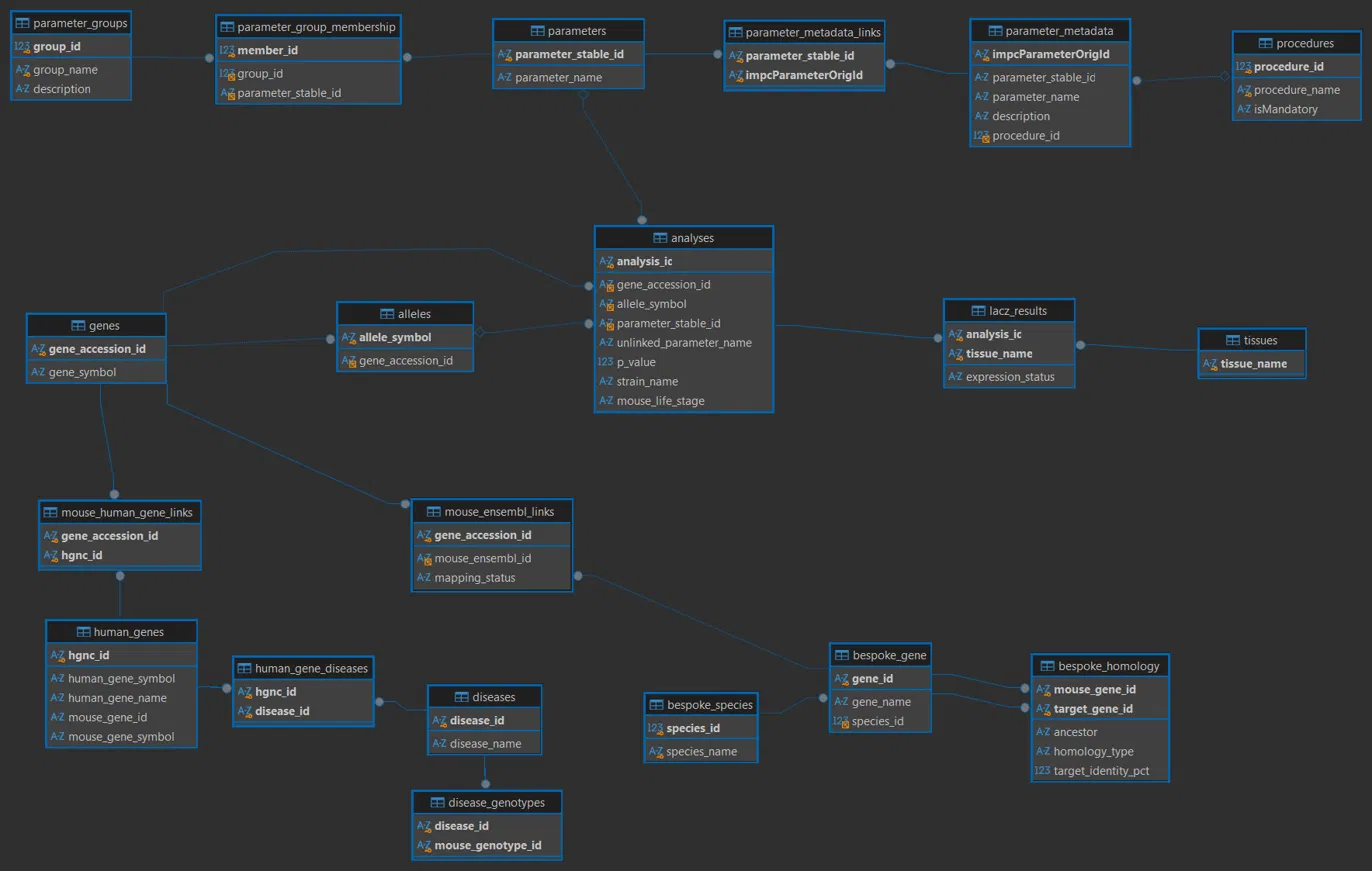 parameter_groups
group_id
group_name
description
parameter_group_membership
member_id
group_id
parameter_stable_id
parameters
parameter_stable_id
parameter_name
parameter_metadata_links
parameter_stable_id
impcParameterOrigId
parameter_metadata
impcParameterOrigId
parameter_stable_id
parameter_name
description
procedure_id
procedures
procedure_id
procedure_name
isMandatory
analyses
analysis_ic
gene_accession_id
allele_symbol
parameter_stable_id
unlinked_parameter_name
p_value
strain_name
mouse_life_stage
genes
gene_accession_id
gene_symbol
alleles
allele_symbol
gene_accession_id
lacz_results
analysis_ic
tissue_name
expression_status
tissues
tissue_name
mouse_human_gene_links
gene_accession_id
hgnc_id
mouse_ensembl_links
gene_accession_id
mouse_ensembl_id
mapping_status
human_genes
hgnc_id
human_gene_symbol
human_gene_name
mouse_gene_id
mouse_gene_symbol
human_gene_diseases
hgnc_id
disease_id
diseases
disease_id
disease_name
disease_genotypes
disease_id
mouse_genotype_id
bespoke_species
species_id
species_name
bespoke_gene
gene_id
gene_name
species_id
bespoke_homology
mouse_gene_id
target_gene_id
ancestor
homology_type
target_identity_pct